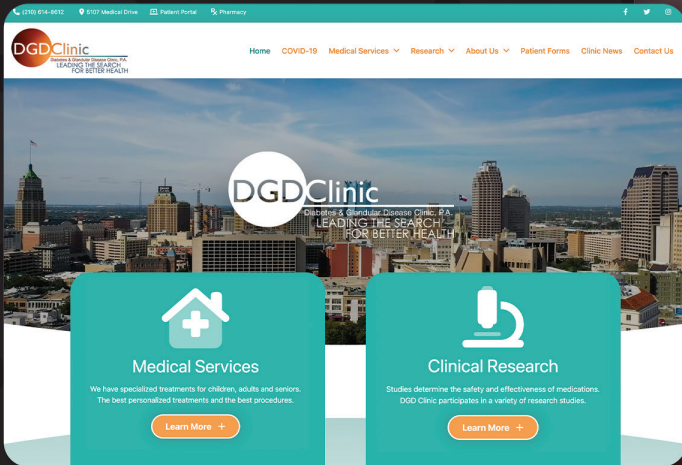 (210) 614-8612 5107 Medical Drive Patient Portal Pharmacy
DGDClinic
Diabetes & Glandular Disease Clinic, P.A.
LEADING THE SEARCH
FOR BETTER HEALTH
Home COVID-19 Medical Services Research About Us Patient Forms Clinic News Contact Us
DGDClinic
Diabetes & Glandular Disease Clinic, P.A.
LEADING THE SEARCH
FOR BETTER HEALTH
Medical Services
We have specialized treatments for children, adults and seniors.
The best personalized treatments and the best procedures.
Learn More +
Clinical Research
Studies determine the safety and effectiveness of medications.
DGD Clinic participates in a variety of research studies.
Learn More +